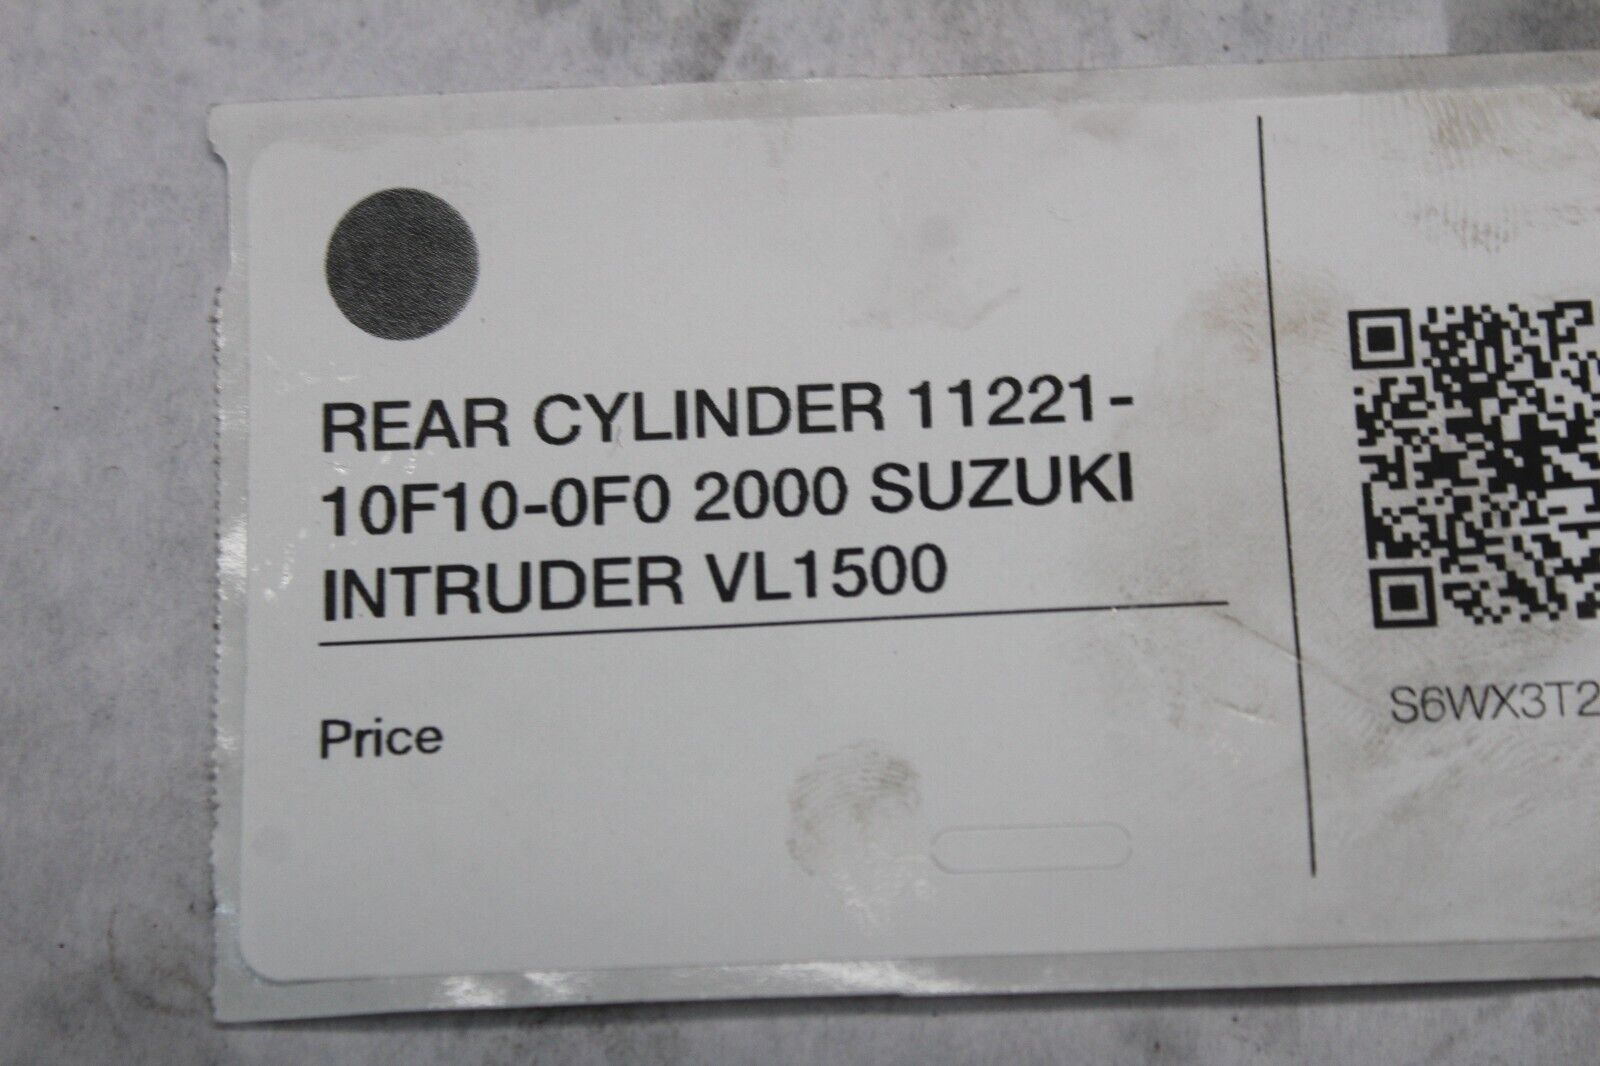 REAR CYLINDER 11221-
10F10-0F0 2000 SUZUKI
INTRUDER VL1500
Price
S6WX3T2